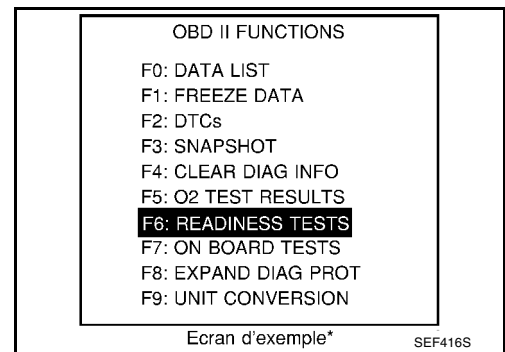 OBD II FUNCTIONS
F0: DATA LIST
F1: FREEZE DATA
F2: DTCs
F3: SNAPSHOT
F4: CLEAR DIAG INFO
F5: O2 TEST RESULTS
F6: READINESS TESTS
F7: ON BOARD TESTS
F8: EXPAND DIAG PROT
F9: UNIT CONVERSION
Ecran d'exemple*
SEF416S